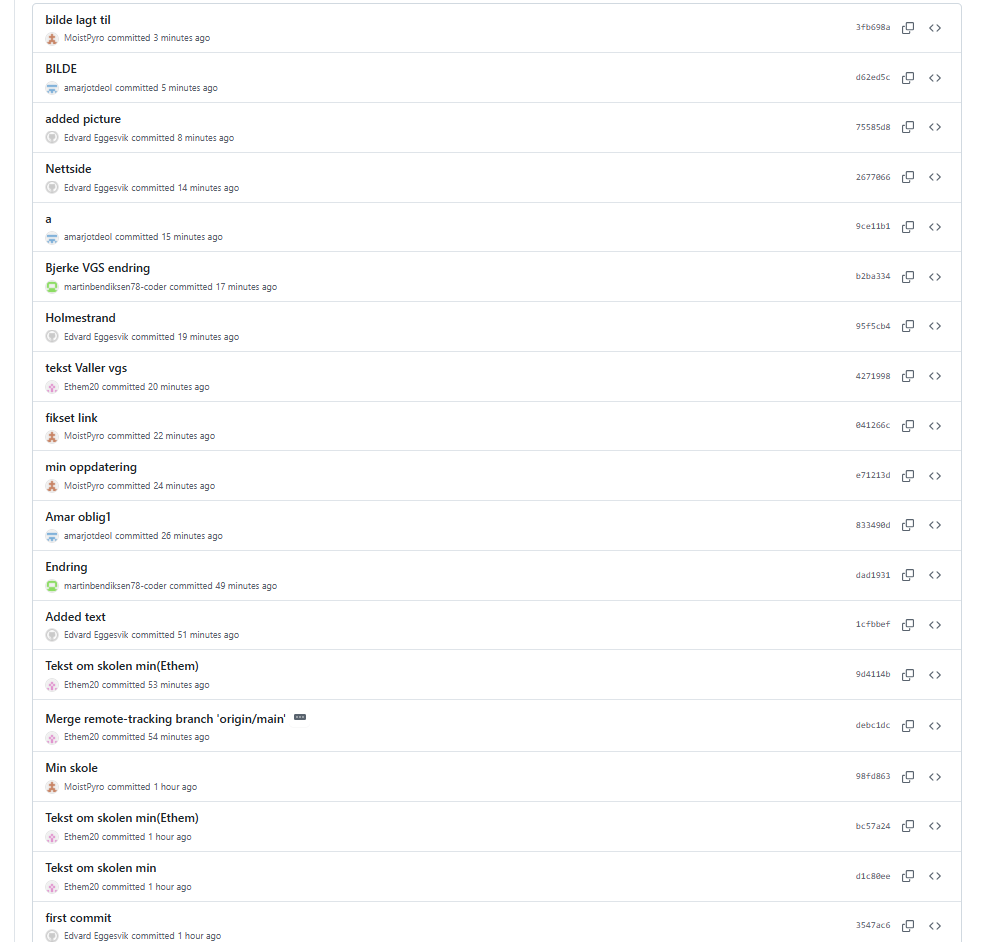 bilde lagt til
MoistPyro committed 3 minutes ago
3fb698a
BILDE
amarjotdeol committed 5 minutes ago
d62ed5c
added picture
Edvard Eggesvik committed 8 minutes ago
75585d8
Nettside
Edvard Eggesvik committed 14 minutes ago
2677066
a
amarjotdeol committed 15 minutes ago
9ce11b1
Bjerke VGS endring
martinbendiksen78-coder committed 17 minutes ago
b2ba334
Holmestrand
Edvard Eggesvik committed 19 minutes ago
95f5cb4
tekst Valler vgs
Ethem20 committed 20 minutes ago
4271998
fikset link
MoistPyro committed 22 minutes ago
041266c
min oppdatering
MoistPyro committed 24 minutes ago
e71213d
Amar oblig1
amarjotdeol committed 26 minutes ago
833490d
Endring
martinbendiksen78-coder committed 49 minutes ago
dad1931
Added text
Edvard Eggesvik committed 51 minutes ago
1cfbbef
Tekst om skolen min(Ethem)
Ethem20 committed 53 minutes ago
9d4114b
Merge remote-tracking branch 'origin/main'
Ethem20 committed 54 minutes ago
debc1dc
Min skole
MoistPyro committed 1 hour ago
98fd863
Tekst om skolen min(Ethem)
Ethem20 committed 1 hour ago
bc57a24
Tekst om skolen min
Ethem20 committed 1 hour ago
d1c80ee
first commit
Edvard Eggesvik committed 1 hour ago
3547ac6